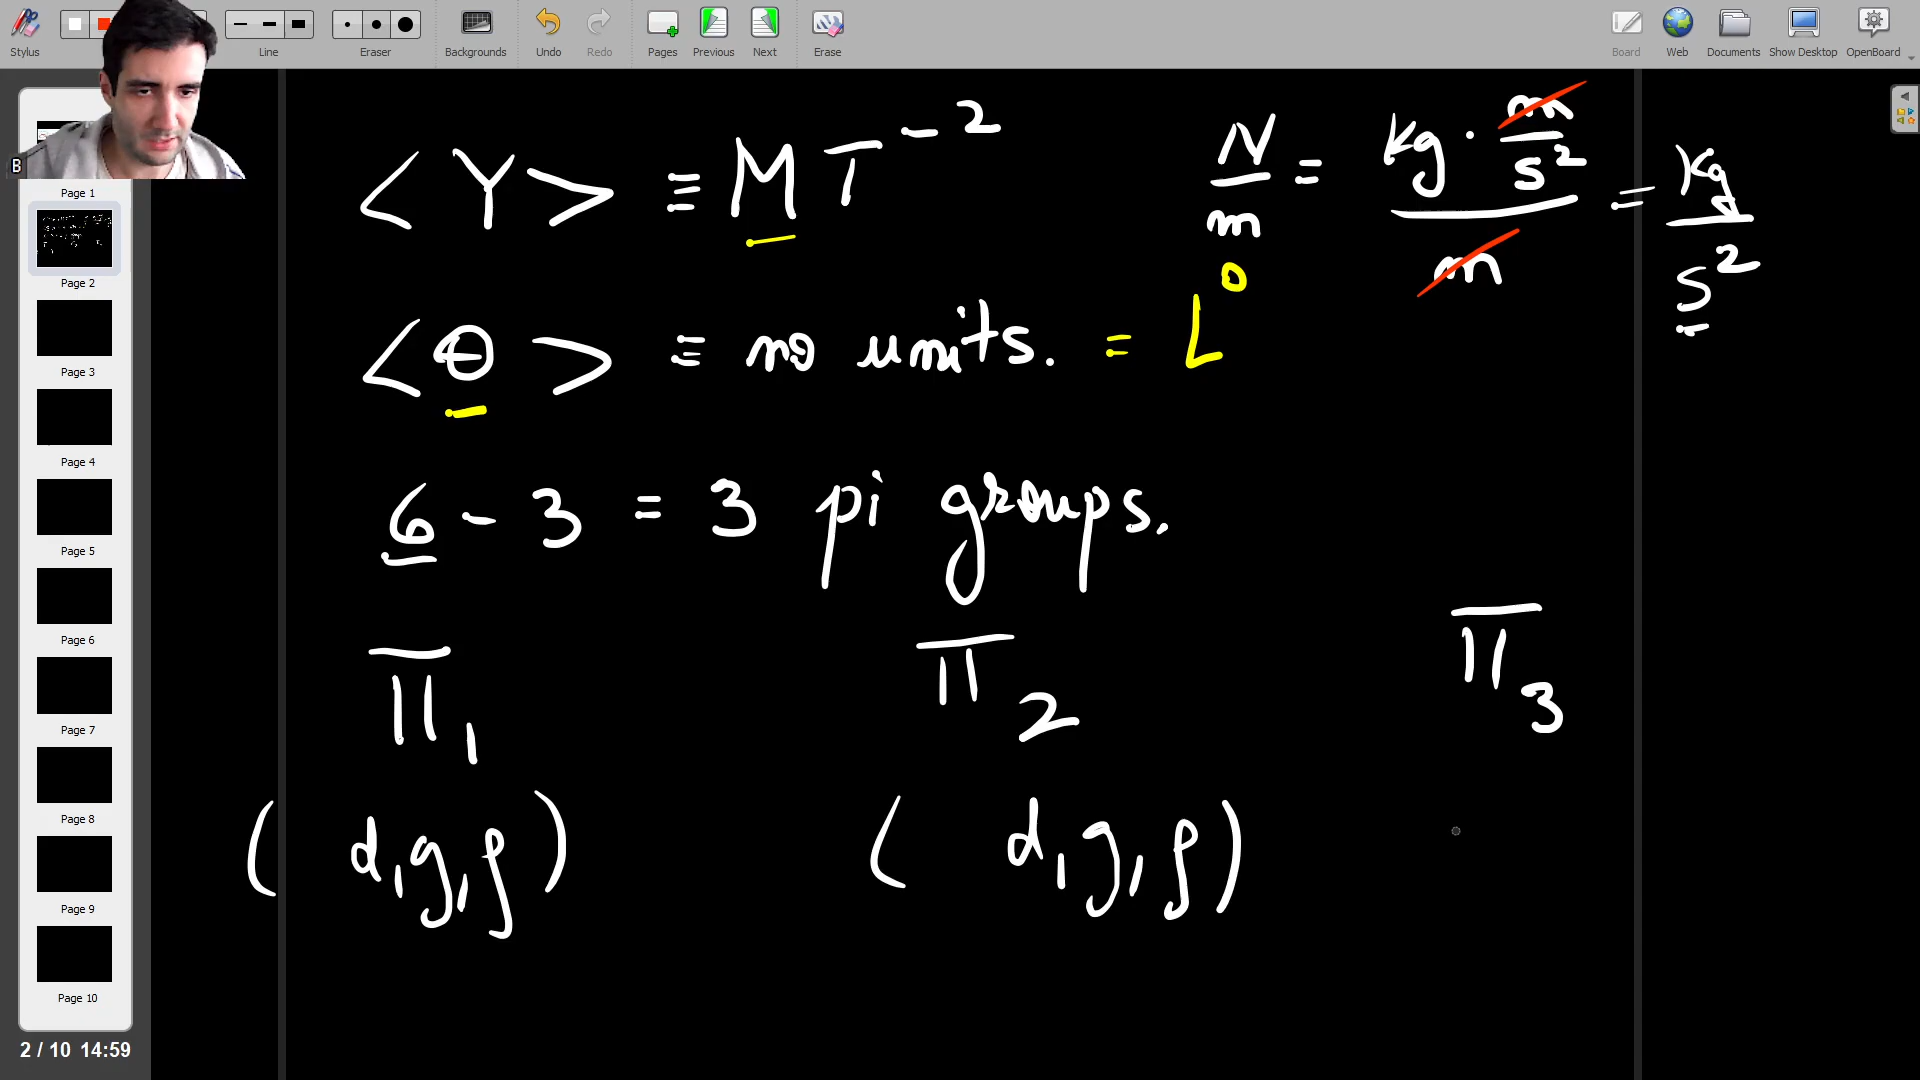 Stylus Line Eraser Backgrounds Undo Redo Pages Previous Next Erase Board Web Documents Show Desktop OpenBoard
B
Page 1
Page 2
Page 3
Page 4
Page 5
Page 6
Page 7
Page 8
Page 9
Page 10
2 / 10 14:59
<Y> ≡ M T⁻² N/m = (kg · m/s²)/m = kg/s²
<θ> ≡ no units. = L⁰
6 - 3 = 3 pi groups.
Π₁ Π₂ Π₃
( d, g, ρ) ( d, g, ρ)